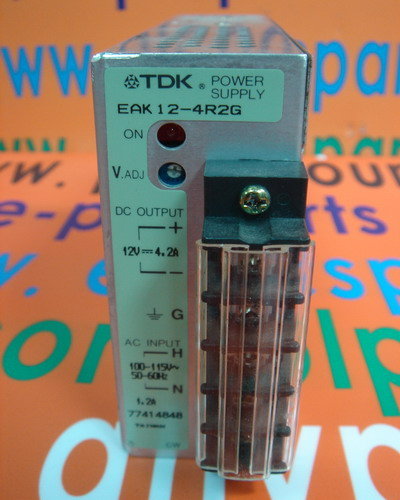 TDK® POWER SUPPLY
EAK12-4R2G
ON
V.ADJ
DC OUTPUT
+
12V⎓4.2A
−
⏚ G
AC INPUT
H
100-115V~
50-60Hz
N
1.2A
77414848